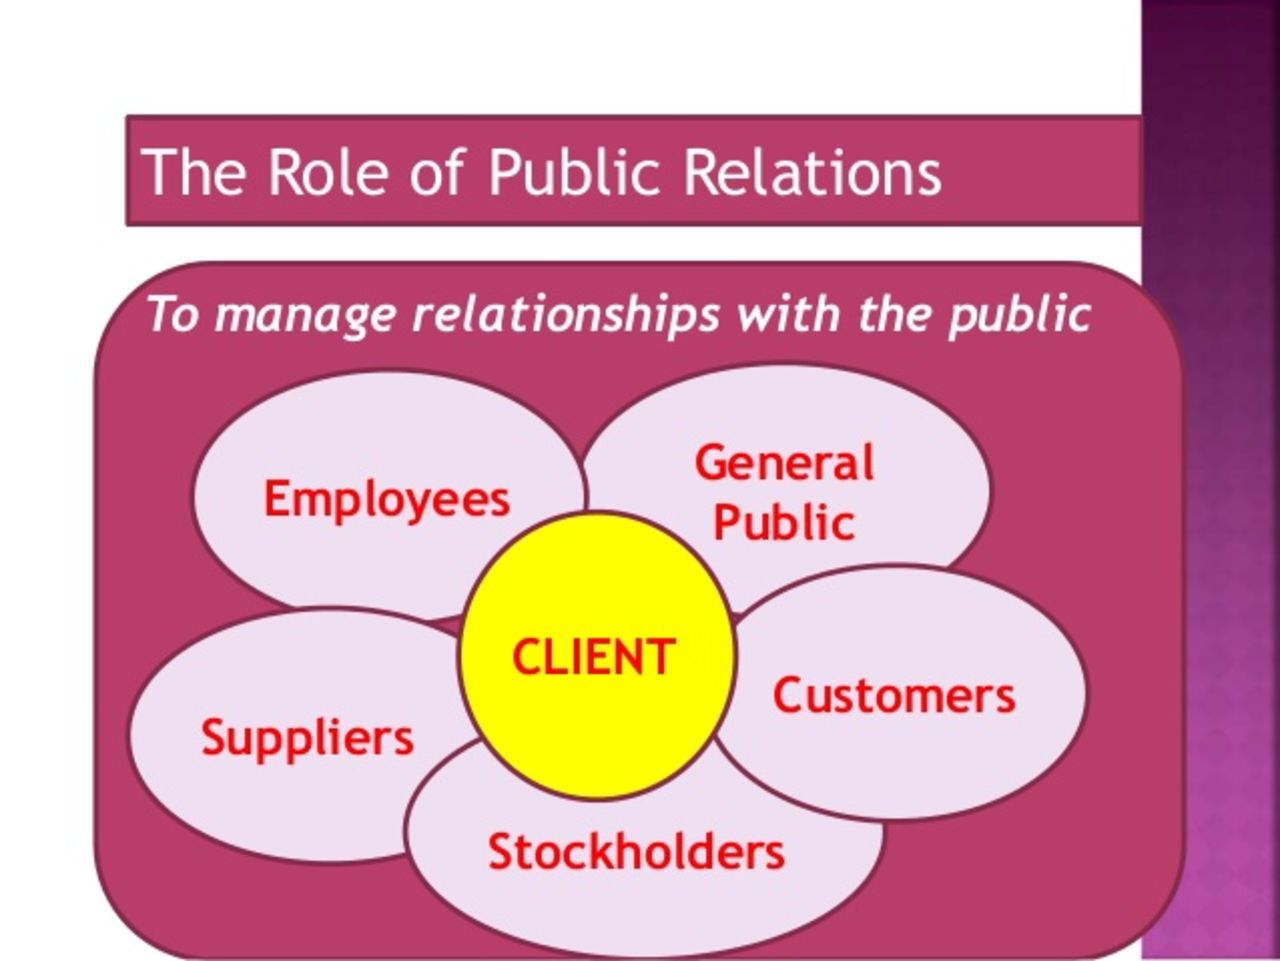 The Role of Public Relations
To manage relationships with the public
Employees
General
Public
CLIENT
Customers
Suppliers
Stockholders